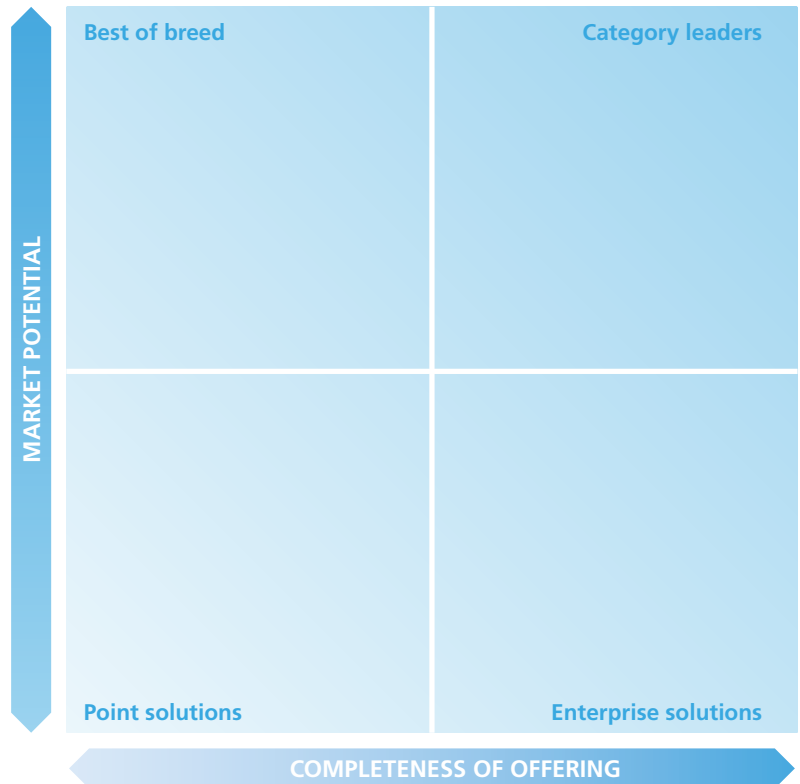 Best of breed
Category leaders
MARKET POTENTIAL
Point solutions
Enterprise solutions
COMPLETENESS OF OFFERING